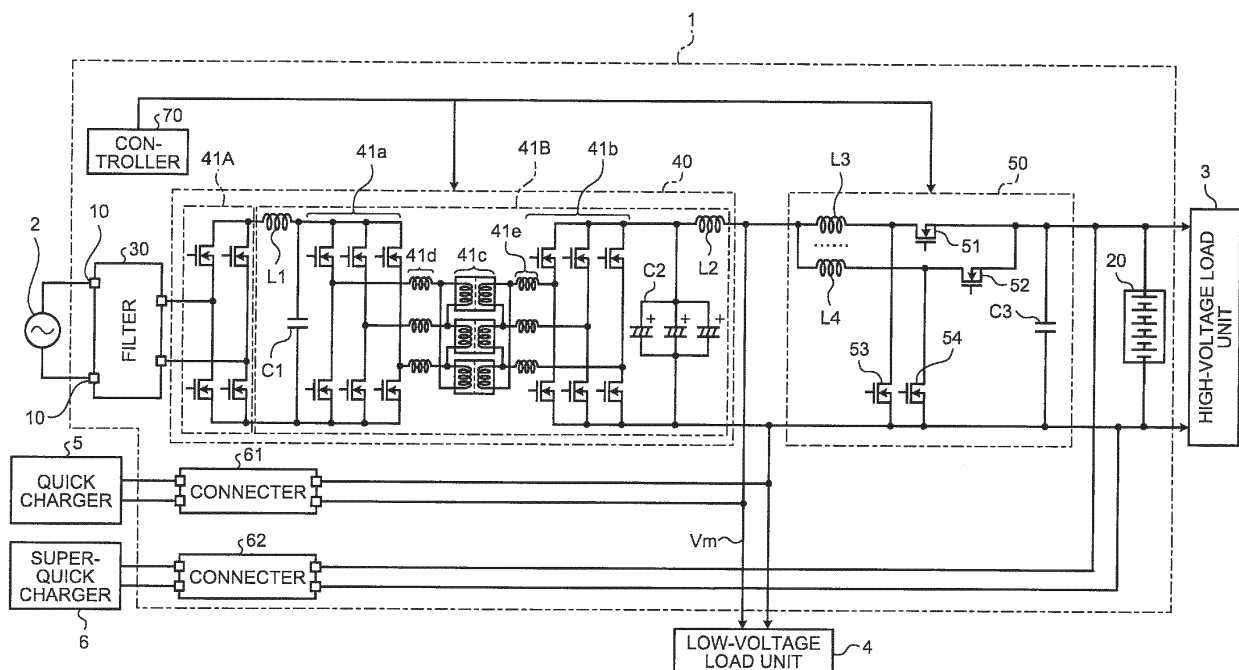 1
70
CON-
TROLLER
41A
41a
41B
40
41b
L3
50
3
2
10
30
L1
41d
41c
41e
L2
51
52
C2
L4
C3
20
FILTER
C1
53
54
HIGH-VOLTAGE LOAD
UNIT
10
5
61
QUICK
CHARGER
CONNECTER
62
Vm
SUPER-
QUICK
CHARGER
CONNECTER
6
LOW-VOLTAGE
LOAD UNIT
4